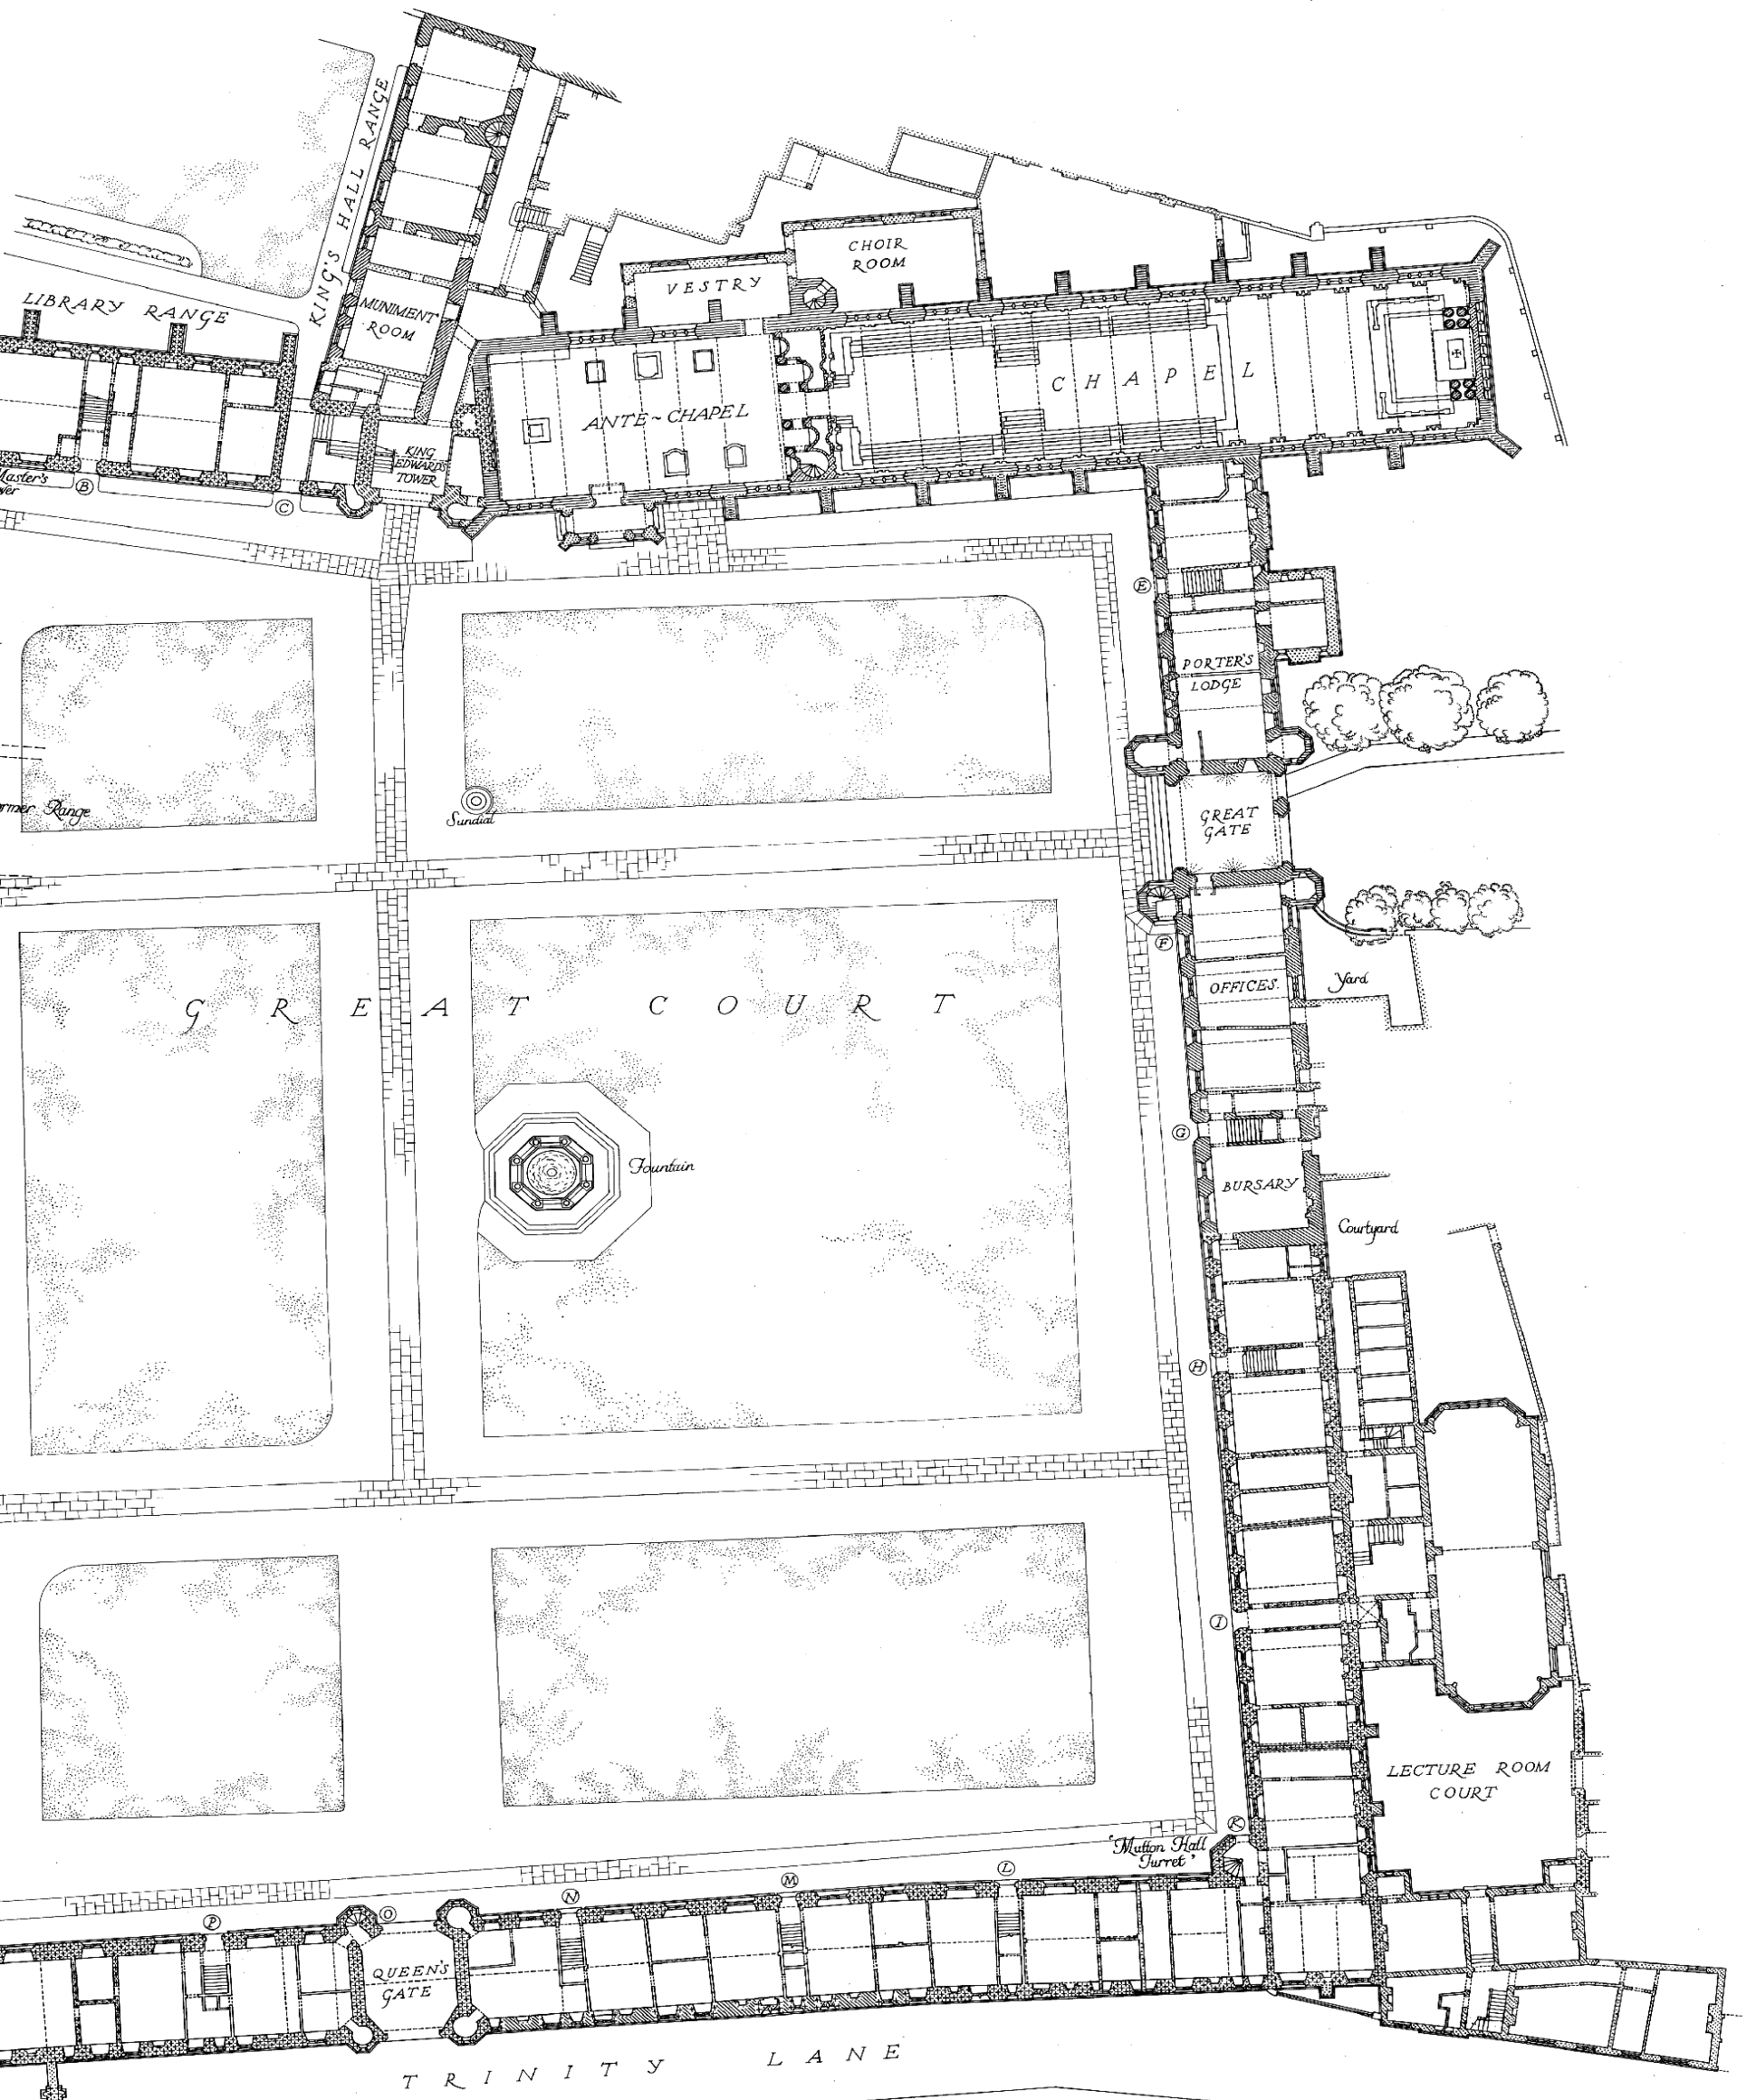 KING'S HALL RANGE
LIBRARY RANGE
MUNIMENT
ROOM
VESTRY
CHOIR
ROOM
ANTE~CHAPEL
CHAPEL
KING
EDWARD'S
TOWER
B
C
E
PORTER'S
LODGE
Sundial
Range
GREAT
GATE
F
OFFICES.
Yard
GREAT COURT
G
Fountain
BURSARY
Courtyard
H
I
LECTURE ROOM
COURT
K
'Mutton Hall
Turret'
L
M
N
O
P
QUEEN'S
GATE
TRINITY LANE